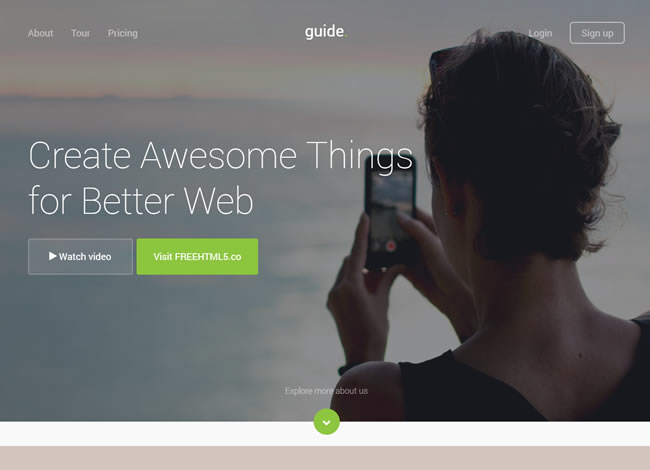 About Tour Pricing guide. Login Sign up
Create Awesome Things
for Better Web
Watch video Visit FREEHTML5.co
Explore more about us